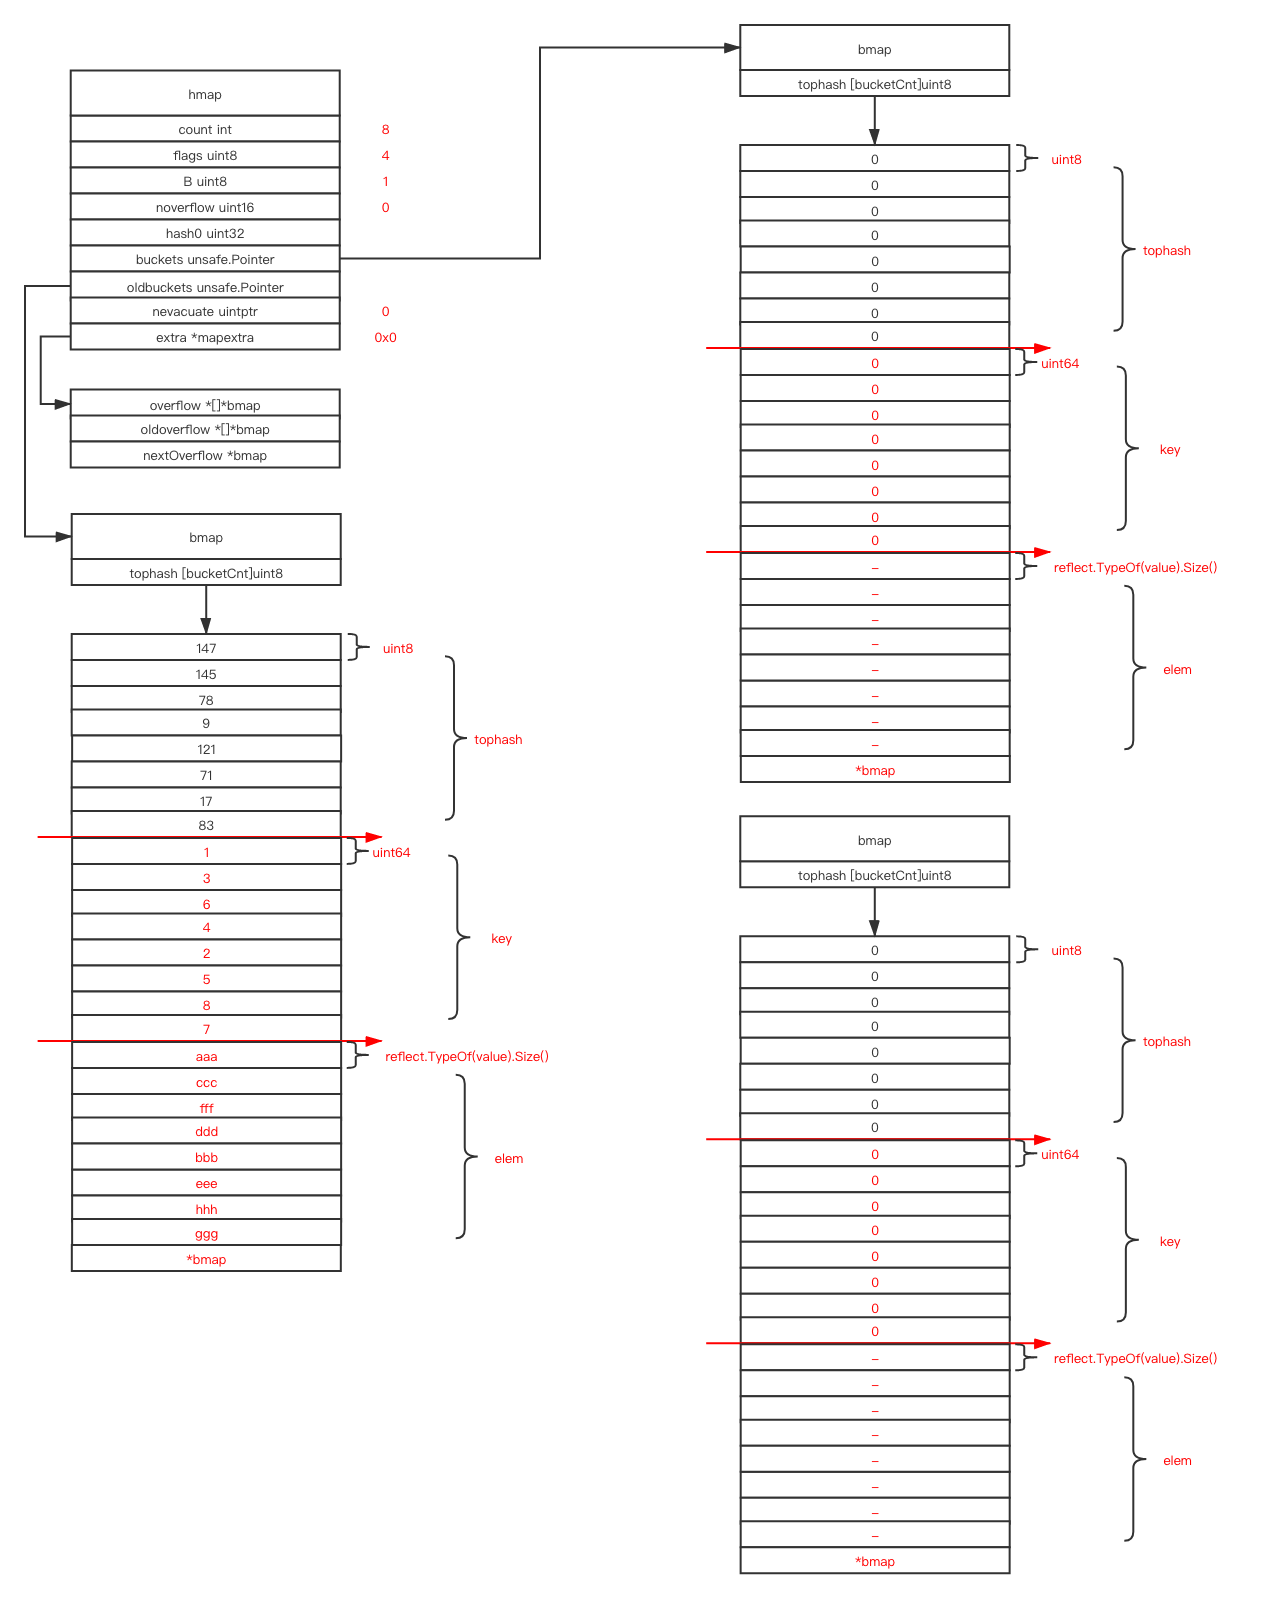 hmap
count int
8
flags uint8
4
B uint8
1
noverflow uint16
0
hash0 uint32
buckets unsafe.Pointer
oldbuckets unsafe.Pointer
nevacuate uintptr
0
extra *mapextra
0x0
overflow *[]*bmap
oldoverflow *[]*bmap
nextOverflow *bmap
bmap
tophash [bucketCnt]uint8
147
uint8
145
78
9
121
tophash
71
17
83
1
uint64
3
6
4
2
key
5
8
7
aaa
reflect.TypeOf(value).Size()
ccc
fff
ddd
bbb
elem
eee
hhh
ggg
*bmap
bmap
tophash [bucketCnt]uint8
0
uint8
0
0
0
tophash
0
0
0
0
0
uint64
0
0
0
key
0
0
0
0
–
reflect.TypeOf(value).Size()
–
–
–
–
elem
–
–
–
*bmap
bmap
tophash [bucketCnt]uint8
0
uint8
0
0
0
tophash
0
0
0
0
0
uint64
0
0
0
key
0
0
0
0
–
reflect.TypeOf(value).Size()
–
–
–
–
elem
–
–
–
*bmap